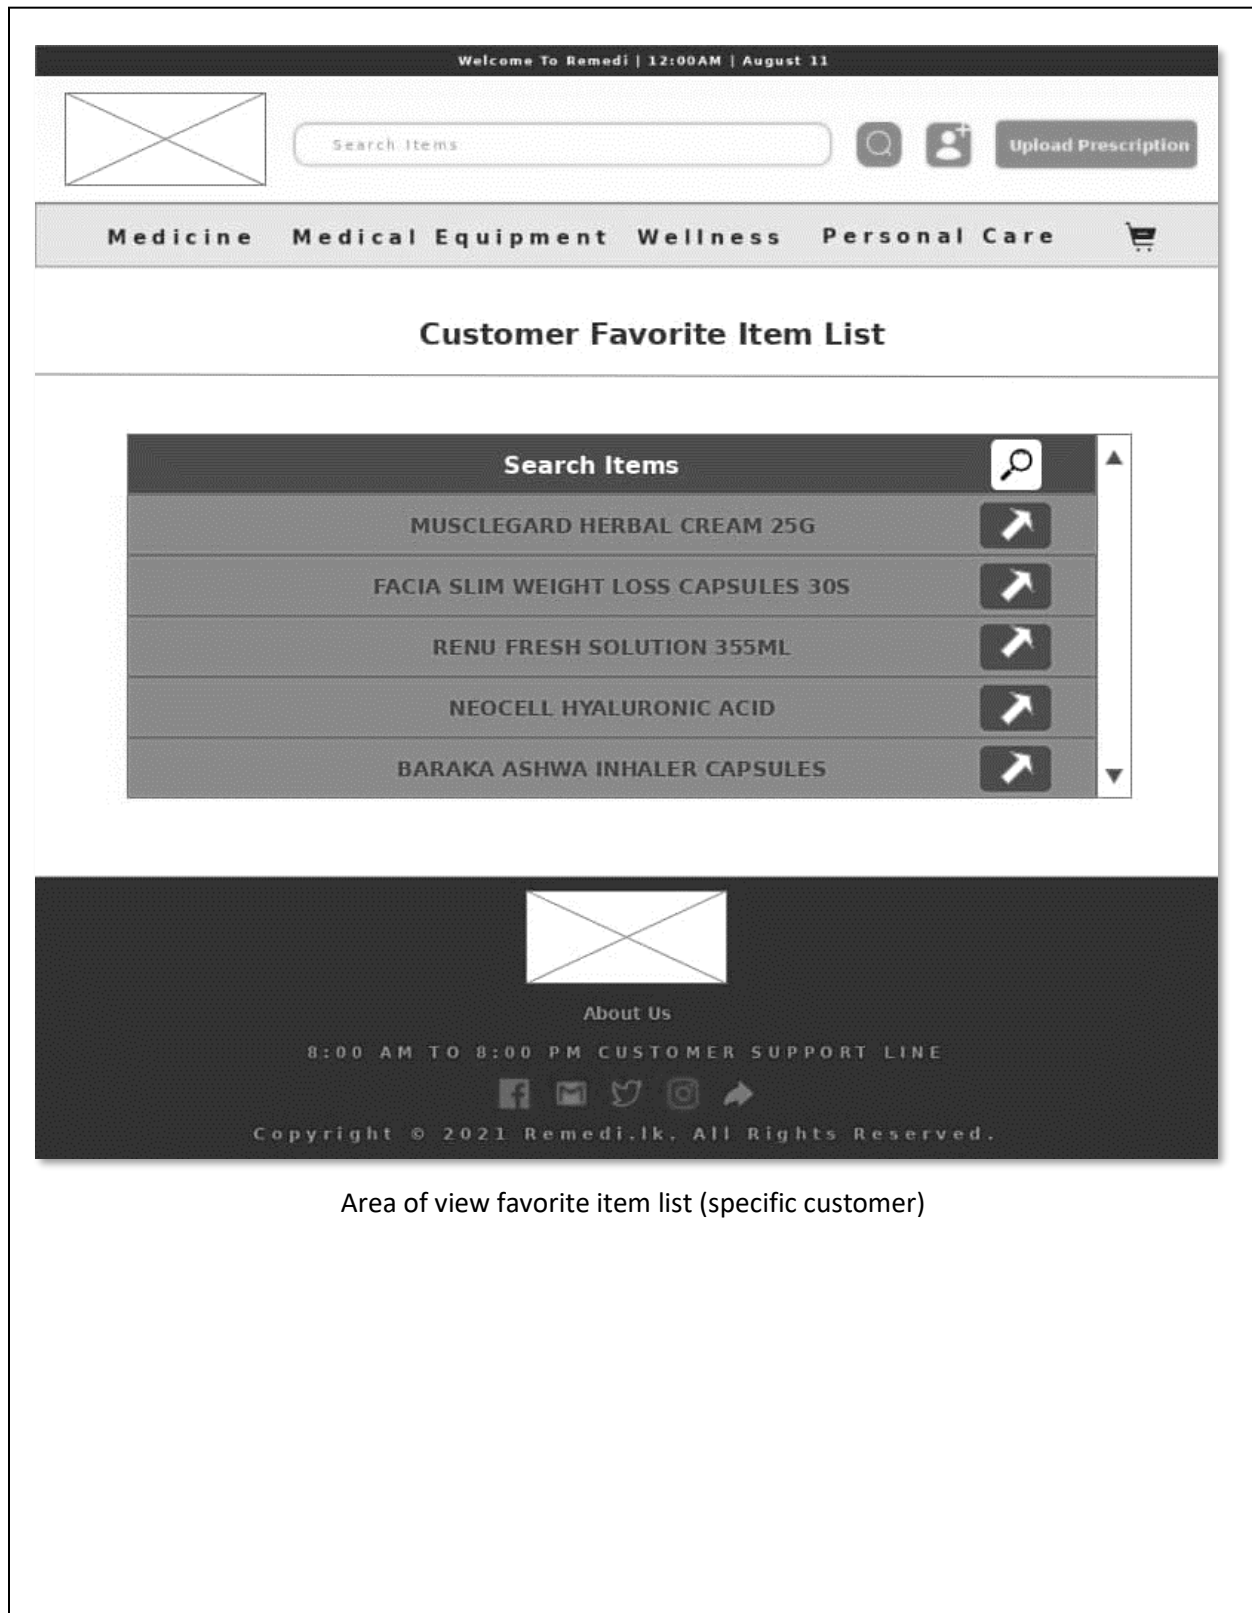 Welcome To Remedi | 12:00AM | August 11
Search Items
Upload Prescription
Medicine Medical Equipment Wellness Personal Care
Customer Favorite Item List
Search Items
MUSCLEGARD HERBAL CREAM 25G
FACIA SLIM WEIGHT LOSS CAPSULES 30S
RENU FRESH SOLUTION 355ML
NEOCELL HYALURONIC ACID
BARAKA ASHWA INHALER CAPSULES
About Us
8:00 AM TO 8:00 PM CUSTOMER SUPPORT LINE
Copyright © 2021 Remedi.lk. All Rights Reserved.
Area of view favorite item list (specific customer)